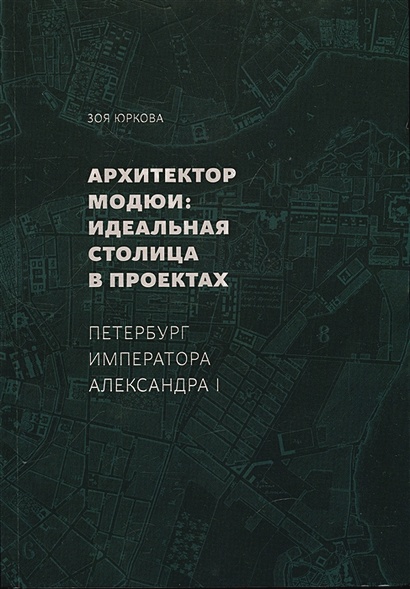 ЗОЯ ЮРКОВА
АРХИТЕКТОР
МОДЮИ:
ИДЕАЛЬНАЯ
СТОЛИЦА
В ПРОЕКТАХ
ПЕТЕРБУРГ
ИМПЕРАТОРА
АЛЕКСАНДРА I